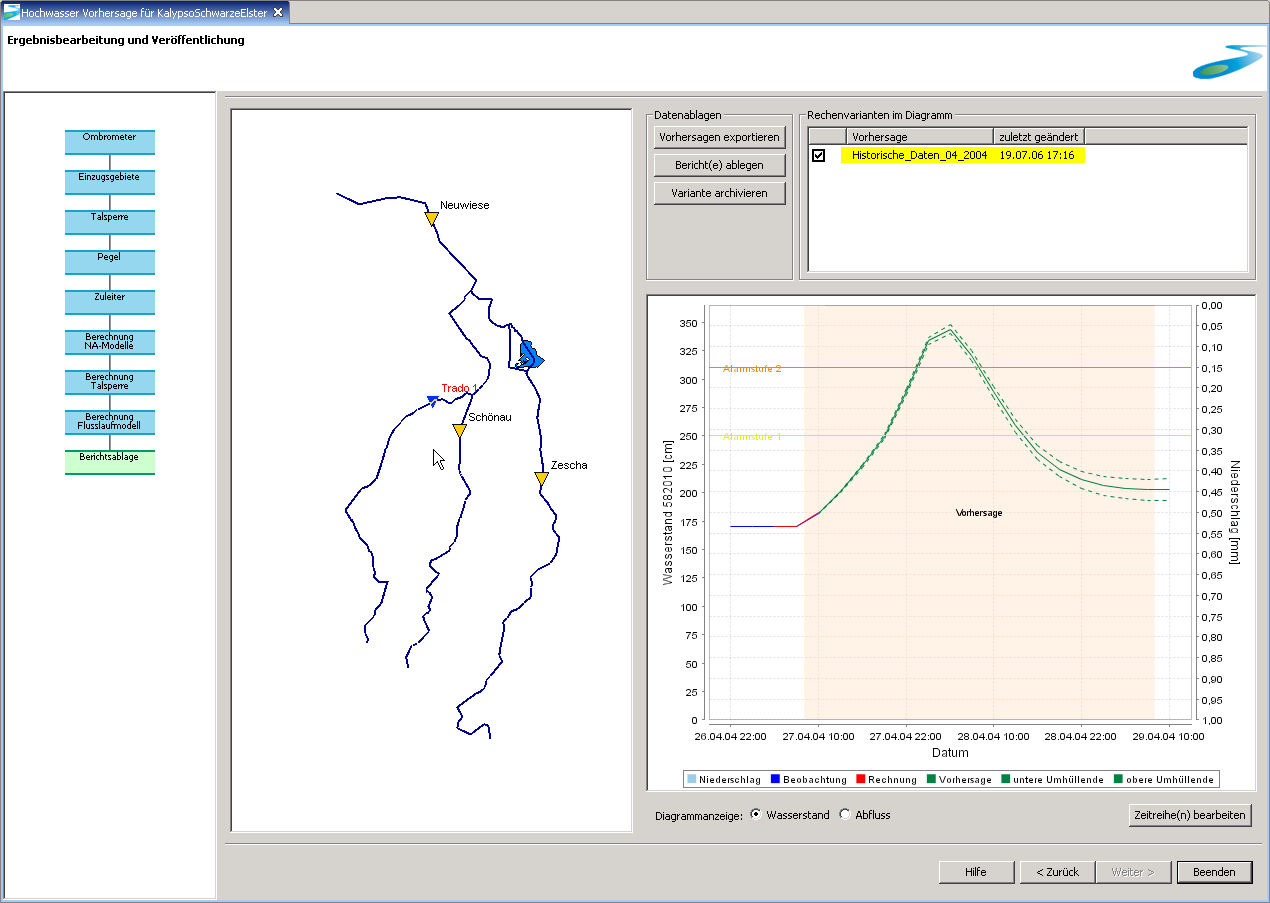 Hochwasser Vorhersage für KalypsoSchwarzeElster
Ergebnisbearbeitung und Veröffentlichung
Ombrometer
Einzugsgebiete
Talsperre
Pegel
Zuleiter
Berechnung
NA-Modelle
Berechnung
Talsperre
Berechnung
Flusslaufmodell
Berichtsablage
Neuwiese
Trado 1
Schönau
Zescha
Datenablagen
Vorhersagen exportieren
Bericht(e) ablegen
Variante archivieren
Rechenvarianten im Diagramm
Vorhersage zuletzt geändert
Historische_Daten_04_2004 19.07.06 17:16
Wasserstand 582010 [cm]
350
325
300
275
250
225
200
175
150
125
100
75
50
25
0
Alarmstufe 2
Alarmstufe 1
Vorhersage
0,00
0,05
0,10
0,15
0,20
0,25
0,30
0,35
0,40
0,45
0,50
0,55
0,60
0,65
0,70
0,75
0,80
0,85
0,90
0,95
1,00
Niederschlag [mm]
26.04.04 22:00 27.04.04 10:00 27.04.04 22:00 28.04.04 10:00 28.04.04 22:00 29.04.04 10:00
Datum
Niederschlag Beobachtung Rechnung Vorhersage untere Umhüllende obere Umhüllende
Diagrammanzeige: Wasserstand Abfluss
Zeitreihe(n) bearbeiten
Hilfe < Zurück Weiter > Beenden